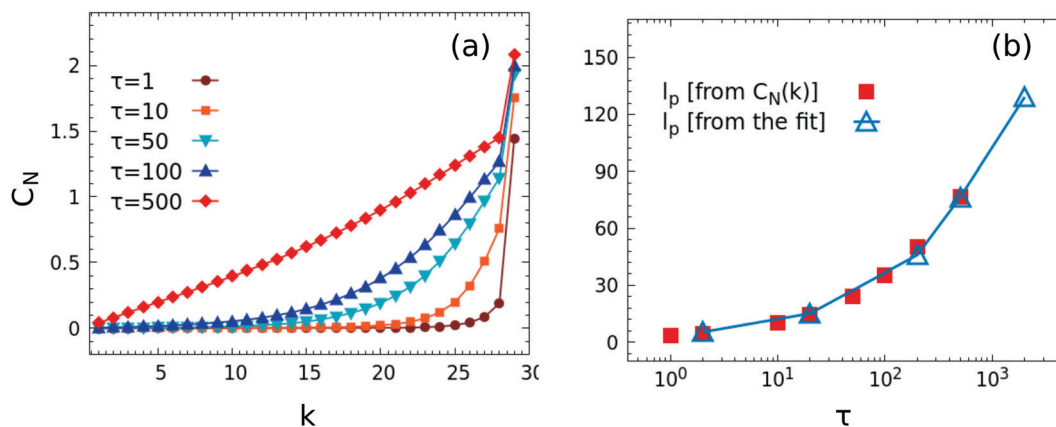 (a)
τ=1
τ=10
τ=50
τ=100
τ=500
2
1.5
1
0.5
0
C_N
5 10 15 20 25 30
k
(b)
l_p [from C_N(k)]
l_p [from the fit]
150
120
90
60
30
0
10^0 10^1 10^2 10^3
τ